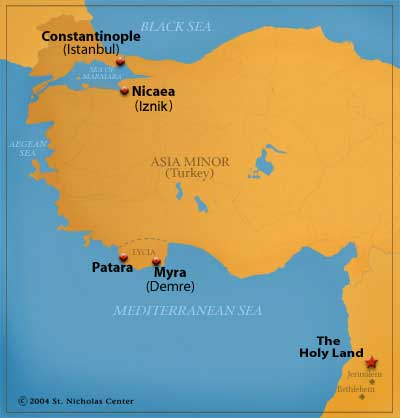 BLACK SEA
Constantinople
(Istanbul)
SEA OF
MARMARA
Nicaea
(Iznik)
AEGEAN
SEA
ASIA MINOR
(Turkey)
LYCIA
Patara
Myra
(Demre)
MEDITERRANEAN SEA
The
Holy Land
Jerusalem
Bethlehem
© 2004 St. Nicholas Center